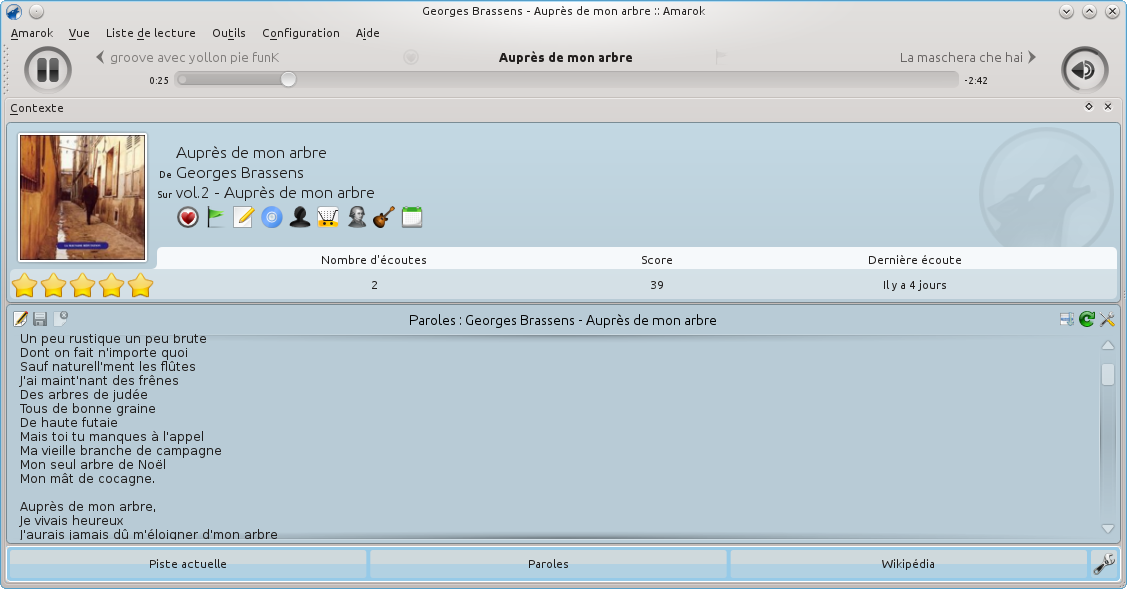 Georges Brassens - Auprès de mon arbre :: Amarok
Amarok Vue Liste de lecture Outils Configuration Aide
groove avec yollon pie funK Auprès de mon arbre La maschera che hai
0:25 -2:42
Contexte
Auprès de mon arbre
De Georges Brassens
Sur vol.2 - Auprès de mon arbre
Nombre d'écoutes Score Dernière écoute
2 39 Il y a 4 jours
Paroles : Georges Brassens - Auprès de mon arbre
Un peu rustique un peu brute
Dont on fait n'importe quoi
Sauf naturell'ment les flûtes
J'ai maint'nant des frênes
Des arbres de judée
Tous de bonne graine
De haute futaie
Mais toi tu manques à l'appel
Ma vieille branche de campagne
Mon seul arbre de Noël
Mon mât de cocagne.
Auprès de mon arbre,
Je vivais heureux
J'aurais jamais dû m'éloigner d'mon arbre
Piste actuelle Paroles Wikipédia